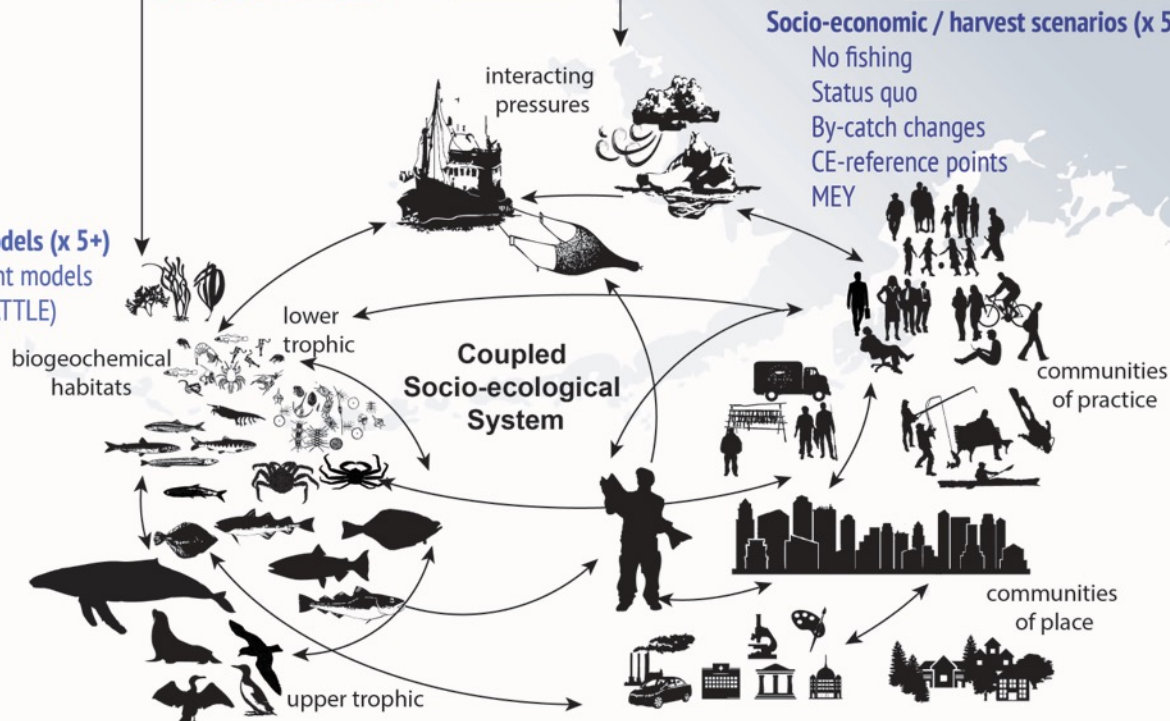 Socio-economic / harvest scenarios (x 5
No fishing
Status quo
By-catch changes
CE-reference points
MEY
interacting
pressures
dels (x 5+)
nt models
TTLE)
lower
trophic
biogeochemical
habitats
Coupled
Socio-ecological
System
communities
of practice
communities
of place
upper trophic